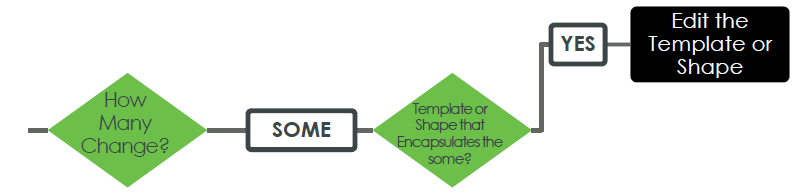 How
Many
Change?
SOME
Template or
Shape that
Encapsulates the
some?
YES
Edit the
Template or
Shape